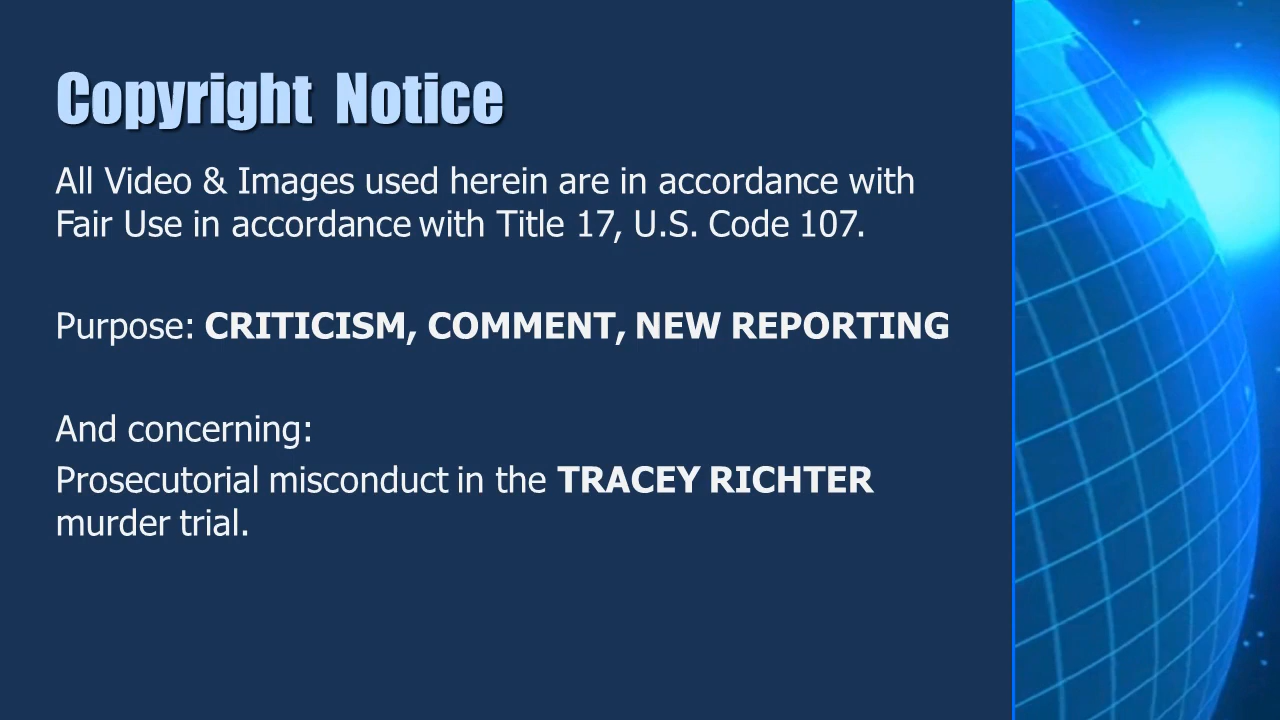 Copyright Notice
All Video & Images used herein are in accordance with
Fair Use in accordance with Title 17, U.S. Code 107.
Purpose: CRITICISM, COMMENT, NEW REPORTING
And concerning:
Prosecutorial misconduct in the TRACEY RICHTER
murder trial.